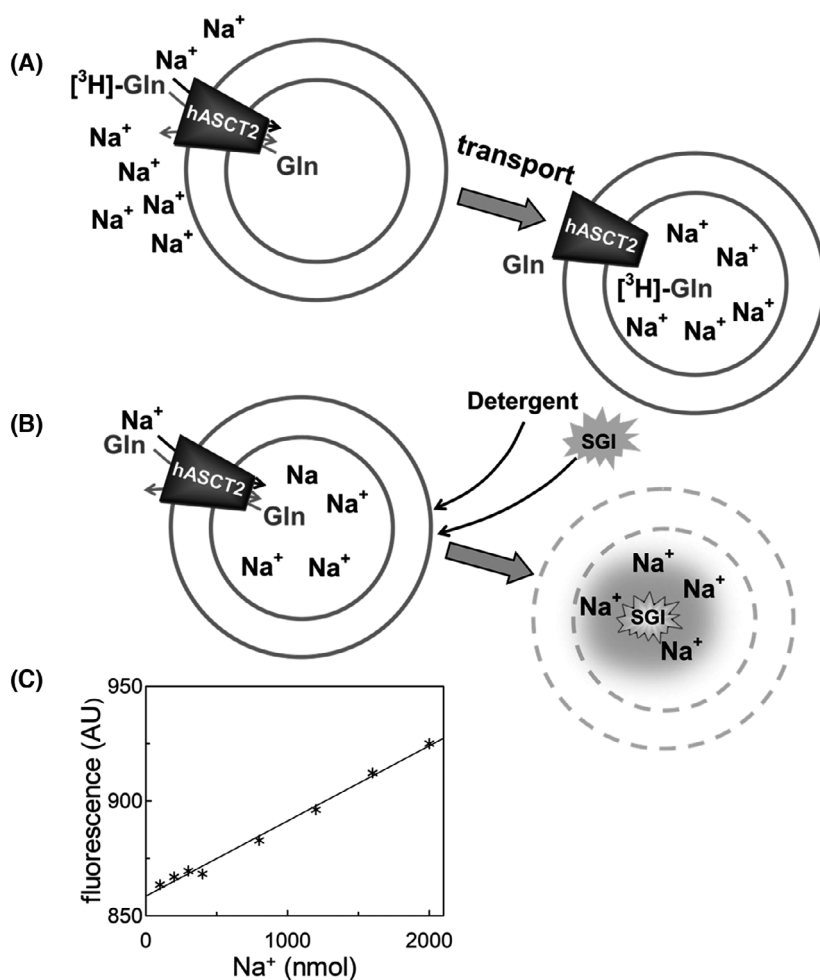 (A)
Na⁺
Na⁺
[³H]-Gln
hASCT2
Na⁺
Gln
Na⁺
Na⁺
Na⁺
Na⁺
transport
hASCT2
Gln
Na⁺
Na⁺
[³H]-Gln
Na⁺
Na⁺
Na⁺
(B)
Na⁺
Gln
hASCT2
Na
Na⁺
Gln
Na⁺
Na⁺
Detergent
SGI
Na⁺
Na⁺
Na⁺
SGI
Na⁺
(C)
950
900
850
fluorescence (AU)
0
1000
2000
Na⁺ (nmol)